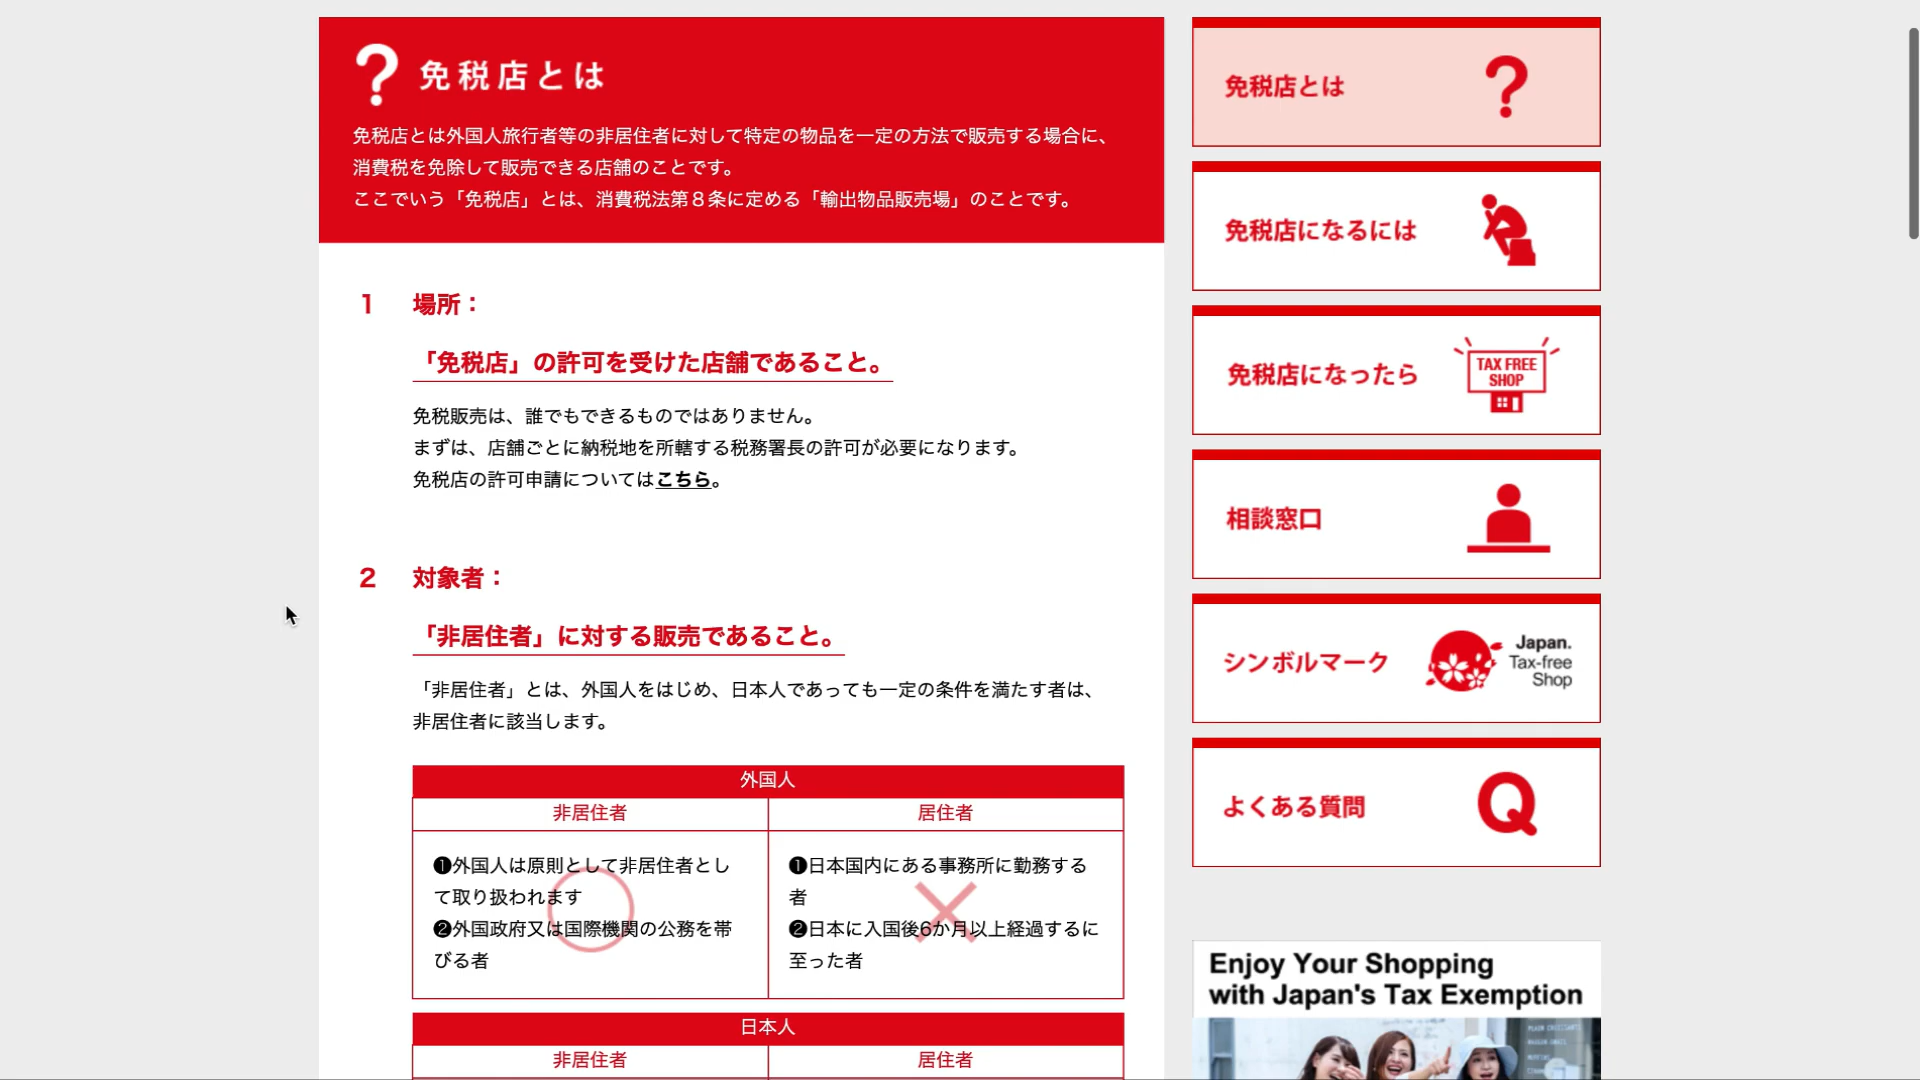 免税店とは
免税店とは外国人旅行者等の非居住者に対して特定の物品を一定の方法で販売する場合に、
消費税を免除して販売できる店舗のことです。
ここでいう「免税店」とは、消費税法第８条に定める「輸出物品販売場」のことです。
1 場所：
「免税店」の許可を受けた店舗であること。
免税販売は、誰でもできるものではありません。
まずは、店舗ごとに納税地を所轄する税務署長の許可が必要になります。
免税店の許可申請についてはこちら。
2 対象者：
「非居住者」に対する販売であること。
「非居住者」とは、外国人をはじめ、日本人であっても一定の条件を満たす者は、
非居住者に該当します。
外国人
非居住者 居住者
❶外国人は原則として非居住者とし
て取り扱われます
❷外国政府又は国際機関の公務を帯
びる者
❶日本国内にある事務所に勤務する
者
❷日本に入国後6か月以上経過するに
至った者
日本人
非居住者 居住者
免税店とは
免税店になるには
免税店になったら
TAX FREE
SHOP
相談窓口
シンボルマーク
Japan.
Tax-free
Shop
よくある質問
Q
Enjoy Your Shopping
with Japan's Tax Exemption